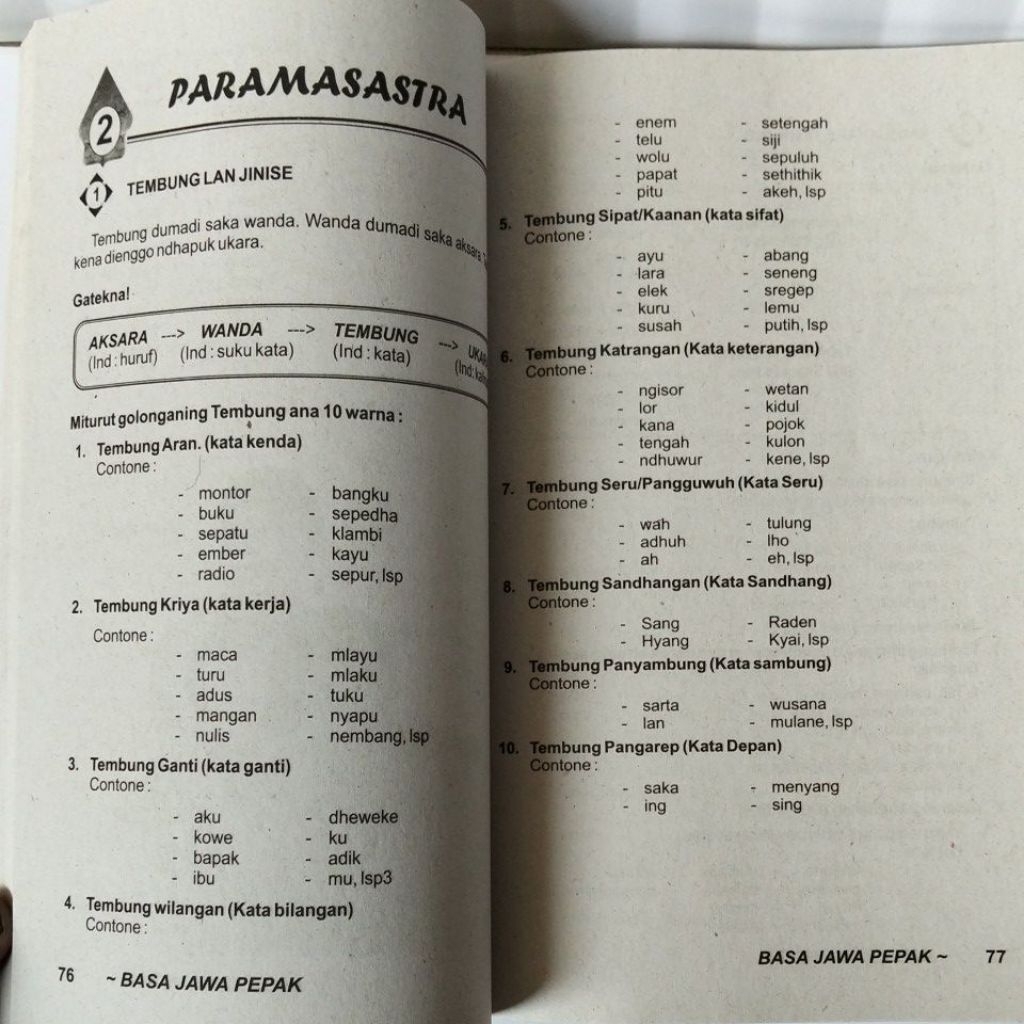 2
PARAMASASTRA
1 TEMBUNG LAN JINISE
Tembung dumadi saka wanda. Wanda dumadi saka aksara
kena dienggo ndhapuk ukara.
Gatekna!
AKSARA ---> WANDA ---> TEMBUNG --->
(Ind : huruf) (Ind : suku kata) (Ind : kata) (Ind:
Miturut golonganing Tembung ana 10 warna :
1. Tembung Aran. (kata kenda)
Contone :
- montor - bangku
- buku - sepedha
- sepatu - klambi
- ember - kayu
- radio - sepur, lsp
2. Tembung Kriya (kata kerja)
Contone :
- maca - mlayu
- turu - mlaku
- adus - tuku
- mangan - nyapu
- nulis - nembang, lsp
3. Tembung Ganti (kata ganti)
Contone :
- aku - dheweke
- kowe - ku
- bapak - adik
- ibu - mu, lsp3
4. Tembung wilangan (Kata bilangan)
Contone :
76 ~ BASA JAWA PEPAK
- enem - setengah
- telu - siji
- wolu - sepuluh
- papat - sethithik
- pitu - akeh, lsp
5. Tembung Sipat/Kaanan (kata sifat)
Contone :
- ayu - abang
- lara - seneng
- elek - sregep
- kuru - lemu
- susah - putih, lsp
6. Tembung Katrangan (Kata keterangan)
Contone :
- ngisor - wetan
- lor - kidul
- kana - pojok
- tengah - kulon
- ndhuwur - kene, lsp
7. Tembung Seru/Pangguwuh (Kata Seru)
Contone :
- wah - tulung
- adhuh - lho
- ah - eh, lsp
8. Tembung Sandhangan (Kata Sandhang)
Contone :
- Sang - Raden
- Hyang - Kyai, lsp
9. Tembung Panyambung (Kata sambung)
Contone :
- sarta - wusana
- lan - mulane, lsp
10. Tembung Pangarep (Kata Depan)
Contone :
- saka - menyang
- ing - sing
BASA JAWA PEPAK ~ 77